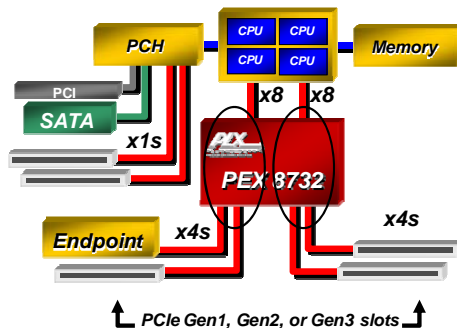 PCH
CPU CPU
CPU CPU
Memory
PCI
SATA
x8 x8
x1s
PLX
PEX 8732
x4s
Endpoint
x4s
PCIe Gen1, Gen2, or Gen3 slots